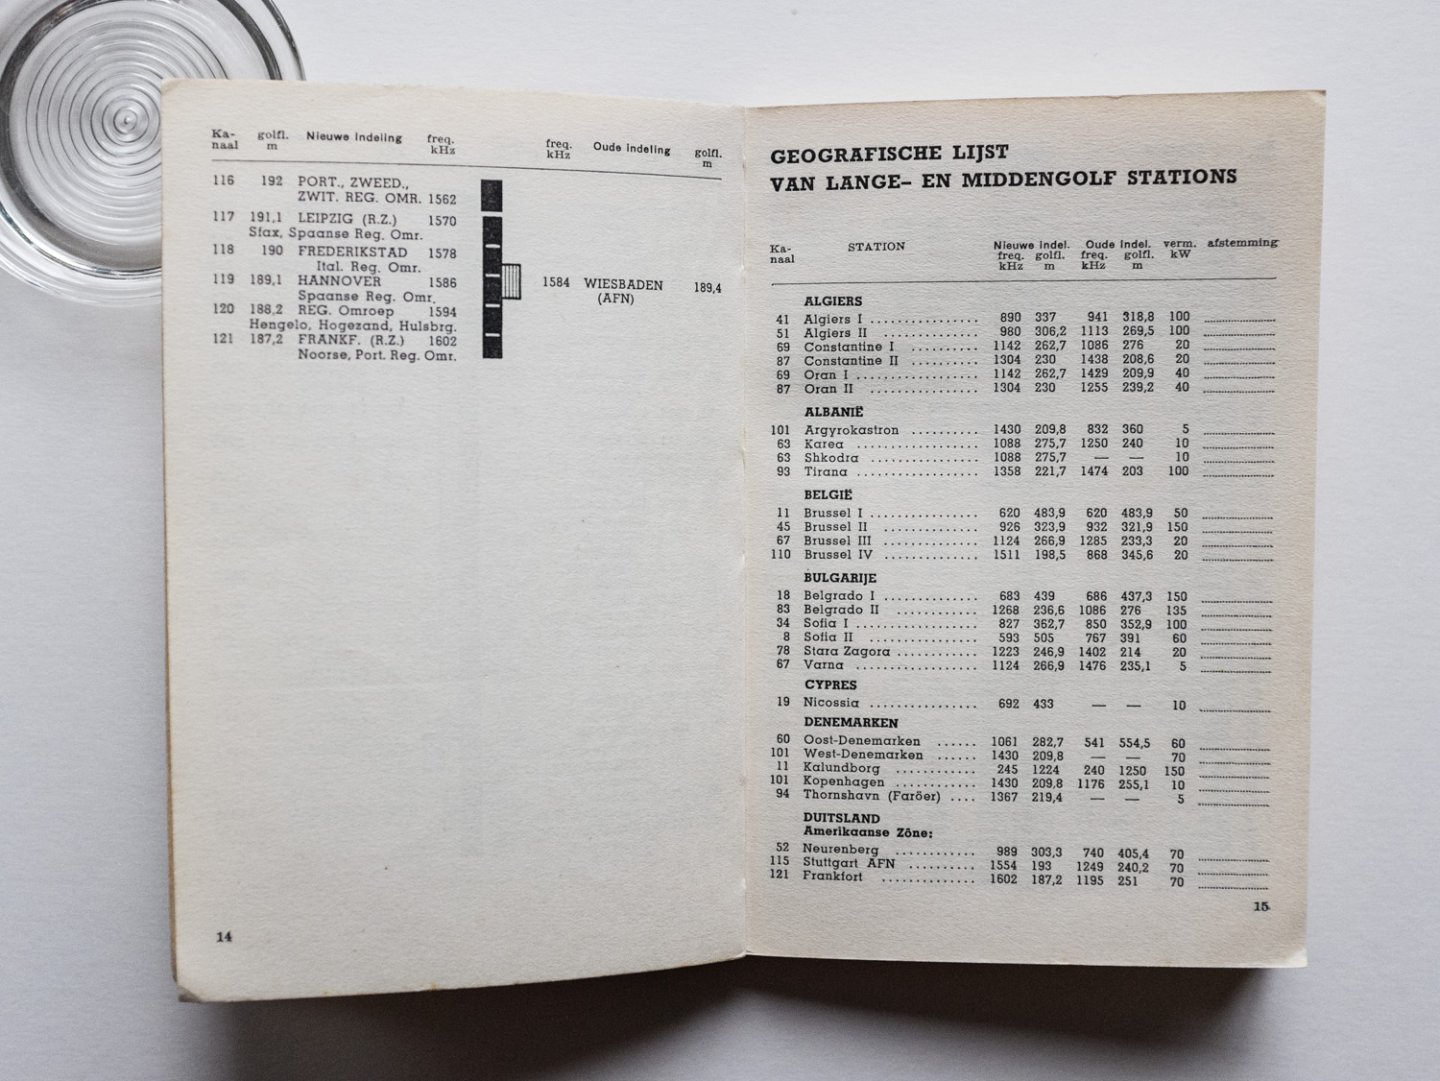 Ka-
naal golfl.
m Nieuwe indeling freq.
kHz freq.
kHz Oude indeling golfl.
m
116 192 PORT., ZWEED.,
ZWIT. REG. OMR. 1562
117 191,1 LEIPZIG (R.Z.) 1570
Sfax, Spaanse Reg. Omr.
118 190 FREDERIKSTAD 1578
Ital. Reg. Omr.
119 189,1 HANNOVER 1586 1584 WIESBADEN 189,4
Spaanse Reg. Omr. (AFN)
120 188,2 REG. Omroep 1594
Hengelo, Hogezand, Hulsbrg.
121 187,2 FRANKF. (R.Z.) 1602
Noorse, Port. Reg. Omr.
14
GEOGRAFISCHE LIJST
VAN LANGE- EN MIDDENGOLF STATIONS
Ka-
naal STATION Nieuwe indel. Oude indel. verm. afstemming
freq. golfl. freq. golfl. kW
kHz m kHz m
ALGIERS
41 Algiers I .................. 890 337 941 318,8 100
51 Algiers II ................ 980 306,2 1113 269,5 100
69 Constantine I ............ 1142 262,7 1086 276 20
87 Constantine II .......... 1304 230 1438 208,6 20
69 Oran I .................... 1142 262,7 1429 209,9 40
87 Oran II .................. 1304 230 1255 239,2 40
ALBANIË
101 Argyrokastron .......... 1430 209,8 832 360 5
63 Karea .................... 1088 275,7 1250 240 10
63 Shkodra .................. 1088 275,7 — — 10
93 Tirana .................... 1358 221,7 1474 203 100
BELGIË
11 Brussel I ................ 620 483,9 620 483,9 50
45 Brussel II .............. 926 323,9 932 321,9 150
67 Brussel III .............. 1124 266,9 1285 233,3 20
110 Brussel IV .............. 1511 198,5 868 345,6 20
BULGARIJE
18 Belgrado I .............. 683 439 686 437,3 150
83 Belgrado II ............ 1268 236,6 1086 276 135
34 Sofia I .................. 827 362,7 850 352,9 100
8 Sofia II ................ 593 505 767 391 60
78 Stara Zagora ............ 1223 246,9 1402 214 20
67 Varna .................... 1124 266,9 1476 235,1 5
CYPRES
19 Nicossia ................ 692 433 — — 10
DENEMARKEN
60 Oost-Denemarken ...... 1061 282,7 541 554,5 60
101 West-Denemarken ...... 1430 209,8 — — 70
11 Kalundborg ............ 245 1224 240 1250 150
101 Kopenhagen ............ 1430 209,8 1176 255,1 10
94 Thornshavn (Faröer) .... 1367 219,4 — — 5
DUITSLAND
Amerikaanse Zône:
52 Neurenberg ............ 989 303,3 740 405,4 70
115 Stuttgart AFN .......... 1554 193 1249 240,2 70
121 Frankfort .............. 1602 187,2 1195 251 70
15